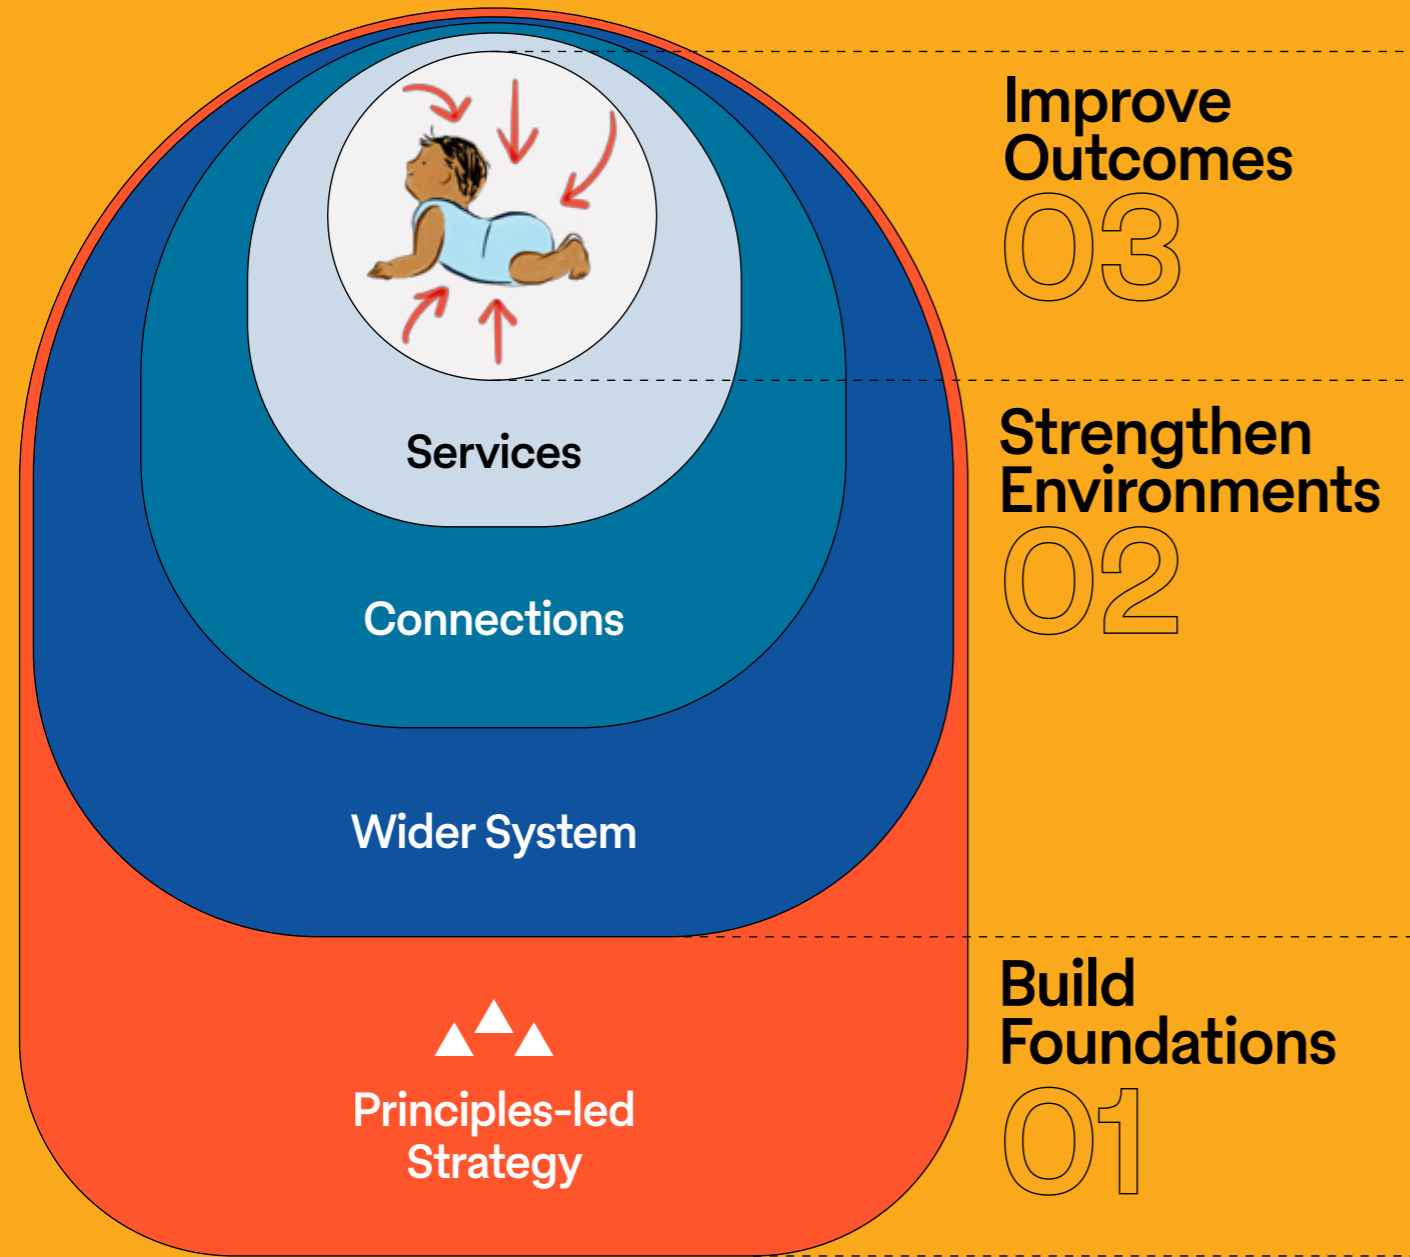 Improve
Outcomes
03
Services
Strengthen
Environments
02
Connections
Wider System
Build
Foundations
01
Principles-led
Strategy